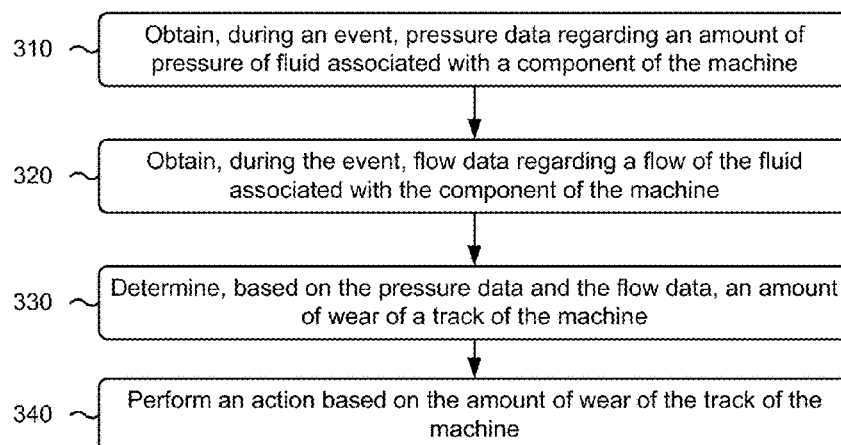 310
Obtain, during an event, pressure data regarding an amount of
pressure of fluid associated with a component of the machine
320
Obtain, during the event, flow data regarding a flow of the fluid
associated with the component of the machine
330
Determine, based on the pressure data and the flow data, an amount
of wear of a track of the machine
340
Perform an action based on the amount of wear of the track of the
machine